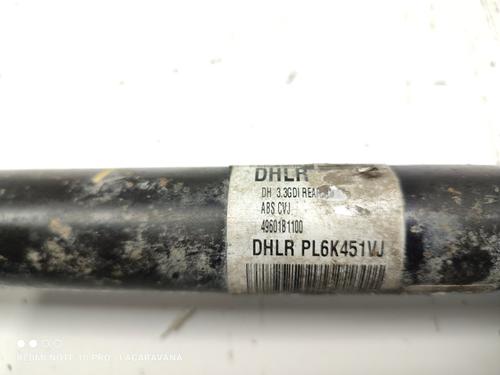 DHLR
DH 3.3GDI REAR
ABS CVJ
49601B1100
DHLR PL6K451VJ
REDMI NOTE 10 PRO - LACARAVANA